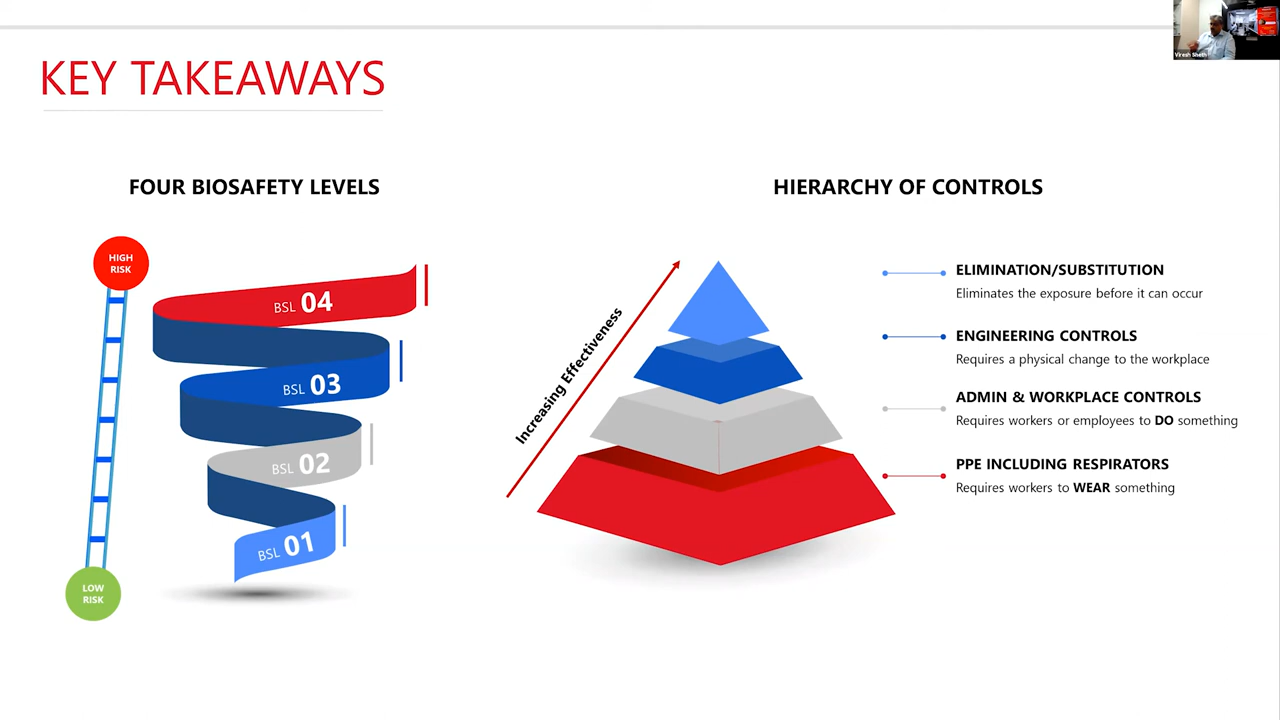 Viresh Sheth
KEY TAKEAWAYS
FOUR BIOSAFETY LEVELS
HIGH
RISK
BSL 04
BSL 03
BSL 02
BSL 01
LOW
RISK
HIERARCHY OF CONTROLS
Increasing Effectiveness
ELIMINATION/SUBSTITUTION
Eliminates the exposure before it can occur
ENGINEERING CONTROLS
Requires a physical change to the workplace
ADMIN & WORKPLACE CONTROLS
Requires workers or employees to DO something
PPE INCLUDING RESPIRATORS
Requires workers to WEAR something